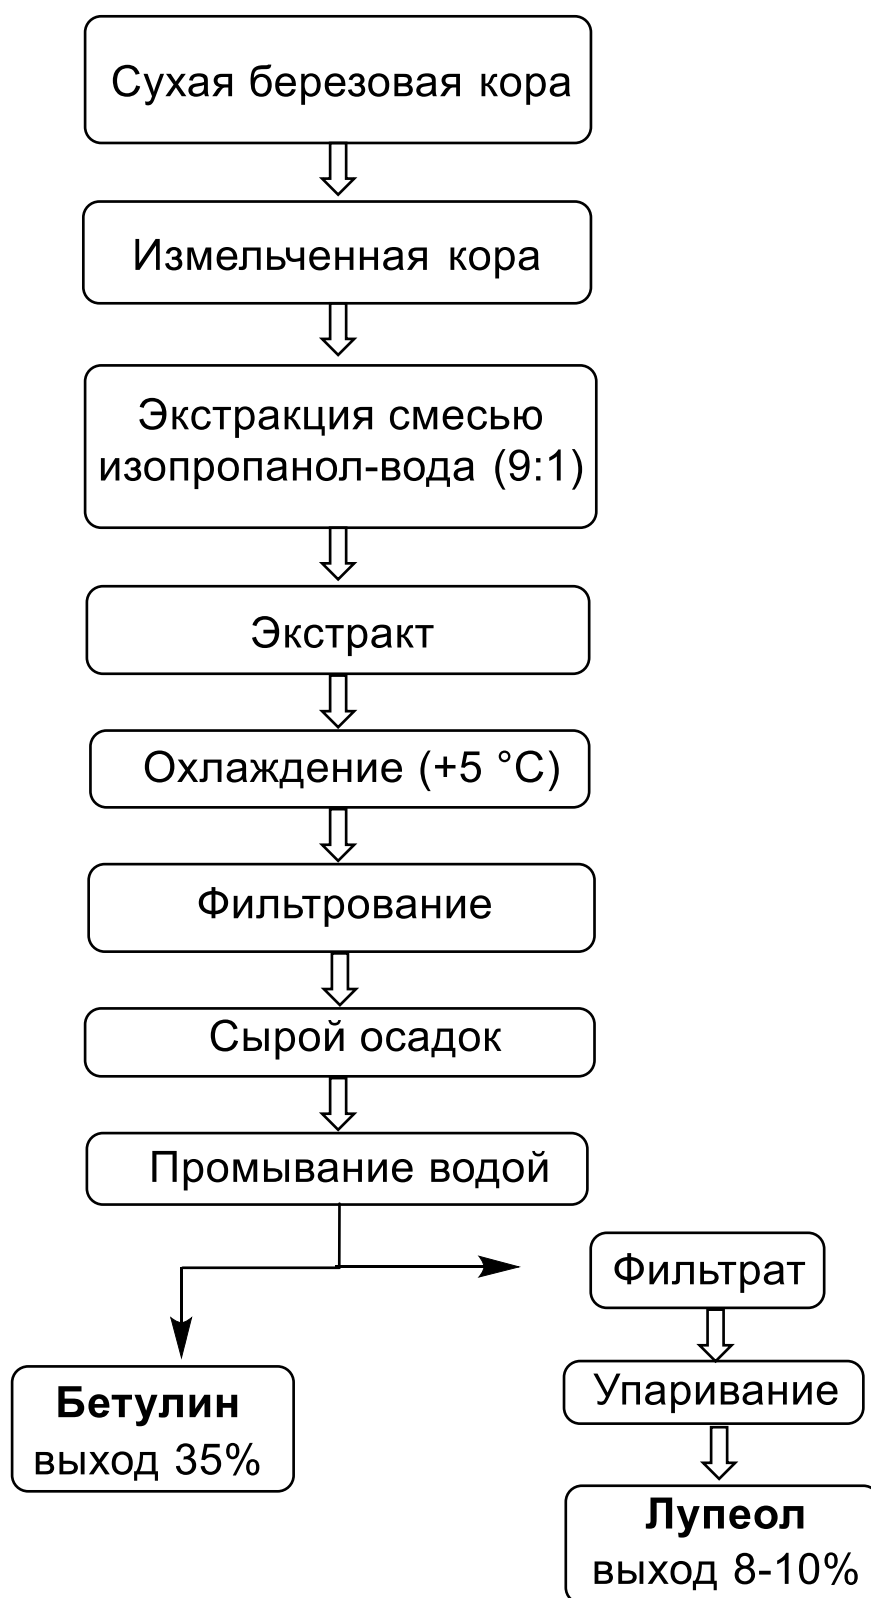 Сухая березовая кора
Измельченная кора
Экстракция смесью
изопропанол-вода (9:1)
Экстракт
Охлаждение (+5 °C)
Фильтрование
Сырой осадок
Промывание водой
Фильтрат
Упаривание
Бетулин
выход 35%
Лупеол
выход 8-10%